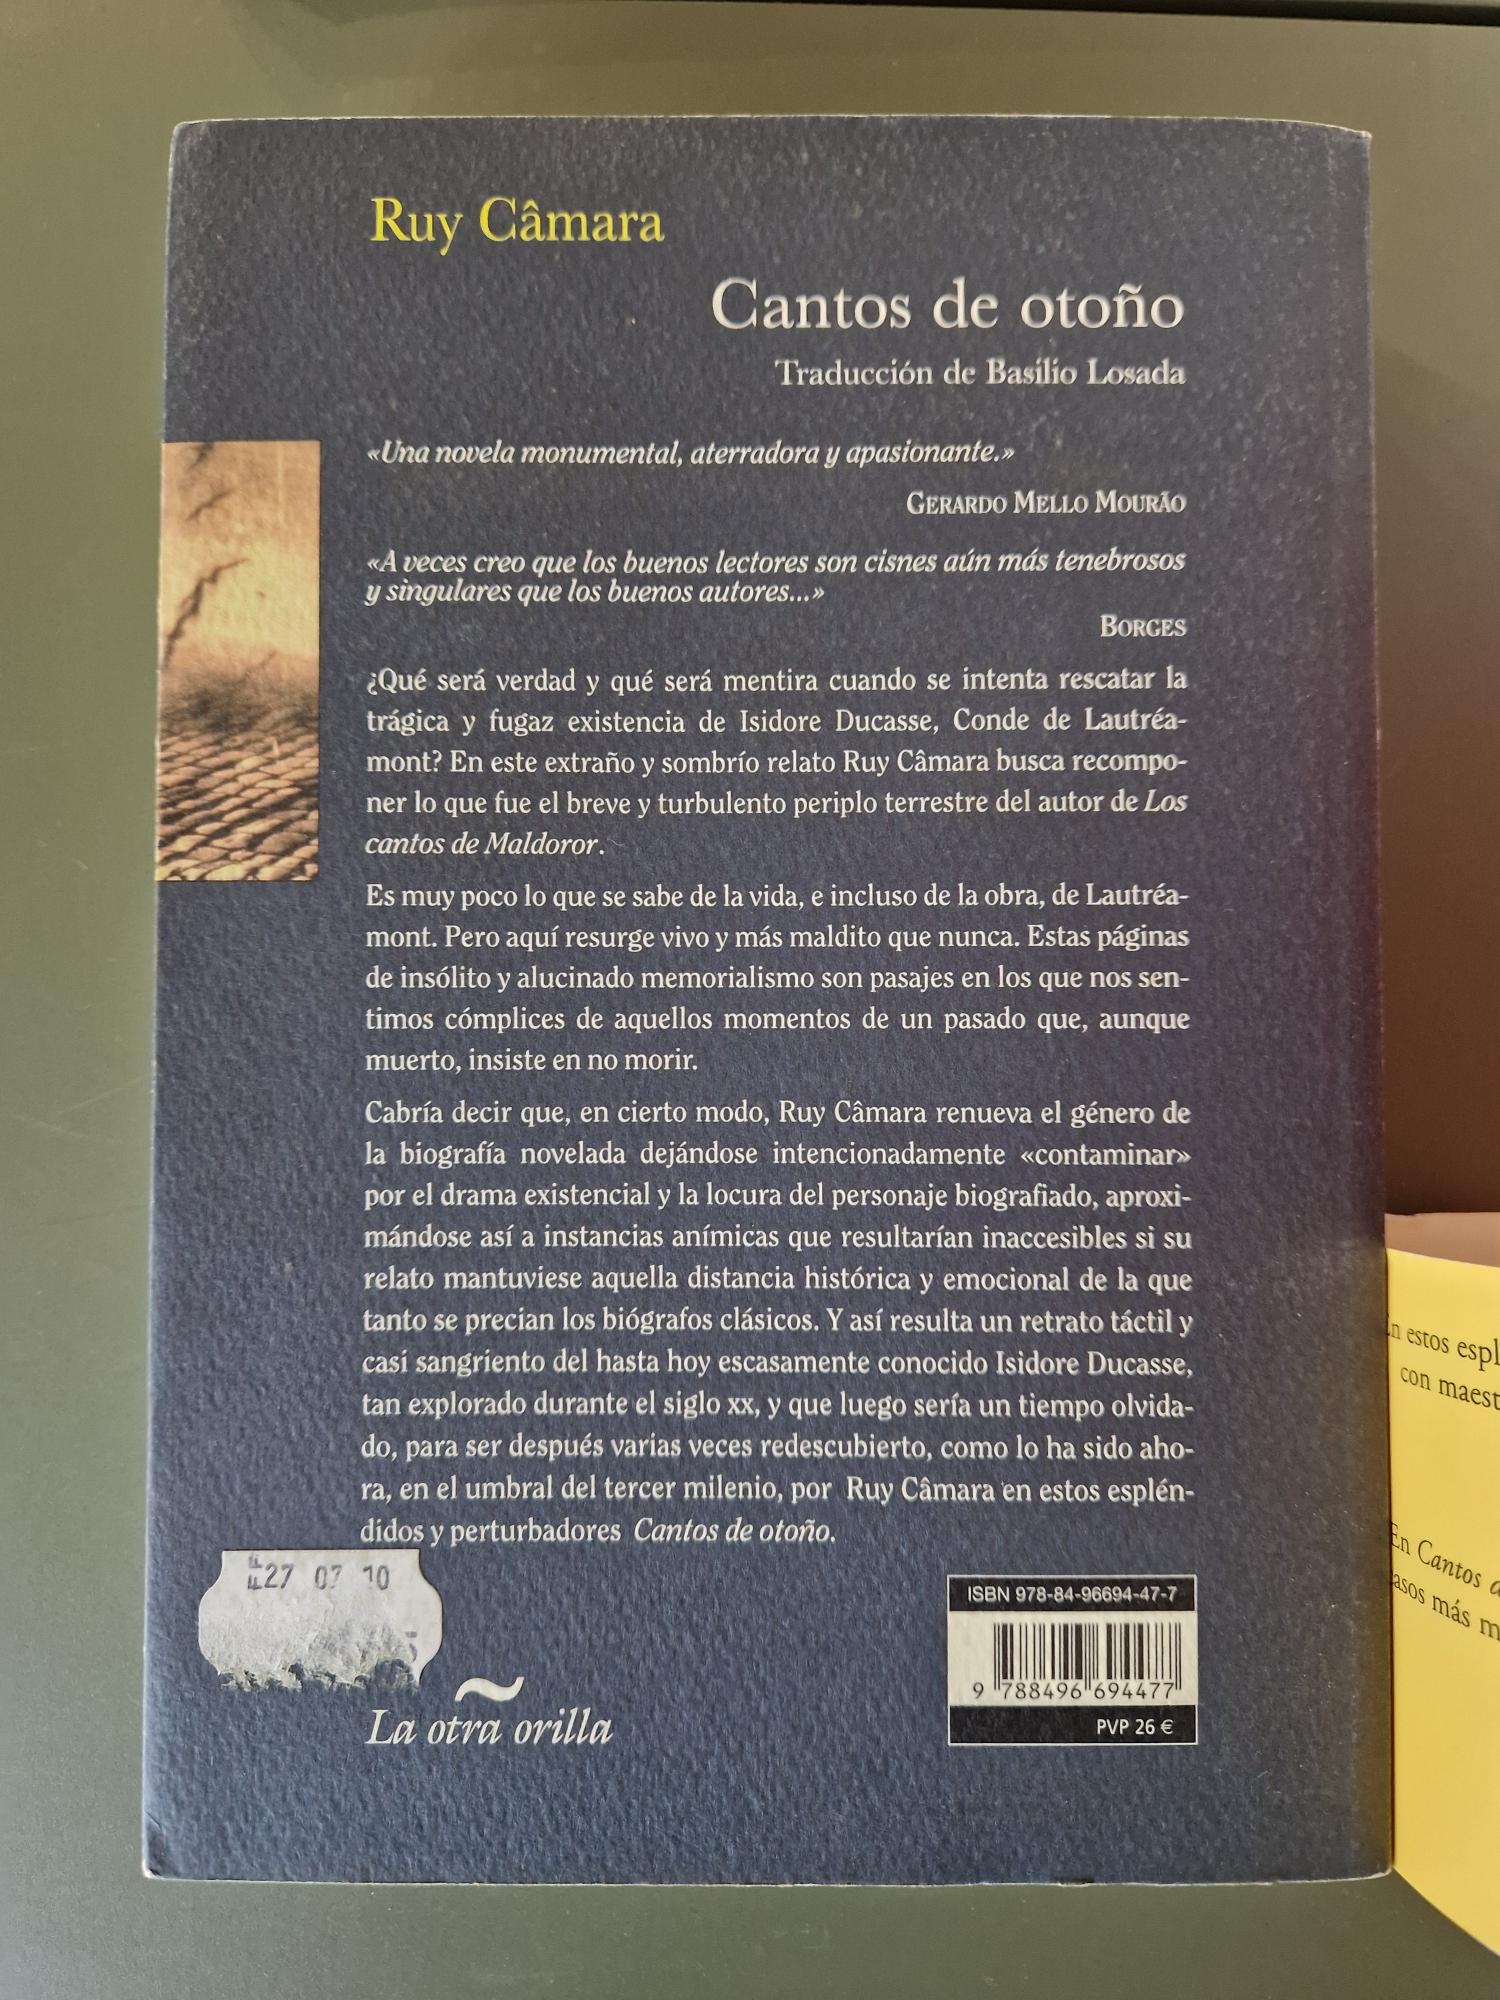 Ruy Câmara
Cantos de otoño
Traducción de Basilio Losada
«Una novela monumental, aterradora y apasionante.»
GERARDO MELLO MOURÃO
«A veces creo que los buenos lectores son cisnes aún más tenebrosos
y singulares que los buenos autores...»
BORGES
¿Qué será verdad y qué será mentira cuando se intenta rescatar la
trágica y fugaz existencia de Isidore Ducasse, Conde de Lautréa-
mont? En este extraño y sombrío relato Ruy Câmara busca recompo-
ner lo que fue el breve y turbulento periplo terrestre del autor de Los
cantos de Maldoror.
Es muy poco lo que se sabe de la vida, e incluso de la obra, de Lautréa-
mont. Pero aquí resurge vivo y más maldito que nunca. Estas páginas
de insólito y alucinado memorialismo son pasajes en los que nos sen-
timos cómplices de aquellos momentos de un pasado que, aunque
muerto, insiste en no morir.
Cabría decir que, en cierto modo, Ruy Câmara renueva el género de
la biografía novelada dejándose intencionadamente «contaminar»
por el drama existencial y la locura del personaje biografiado, aproxi-
mándose así a instancias anímicas que resultarían inaccesibles si su
relato mantuviese aquella distancia histórica y emocional de la que
tanto se precian los biógrafos clásicos. Y así resulta un retrato táctil y
casi sangriento del hasta hoy escasamente conocido Isidore Ducasse,
tan explorado durante el siglo XX, y que luego sería un tiempo olvida-
do, para ser después varias veces redescubierto, como lo ha sido aho-
ra, en el umbral del tercer milenio, por Ruy Câmara en estos esplén-
didos y perturbadores Cantos de otoño.
27 07 10
La otra orilla
ISBN 978-84-96694-47-7
9 788496 694477
PVP 26 €
n estos espl
con maest
En Cantos d
asos más m